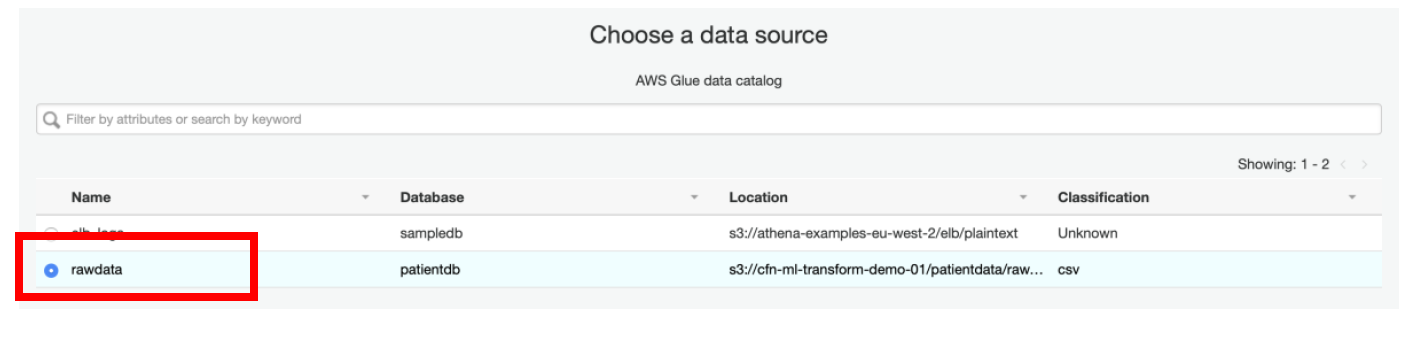 Choose a data source
AWS Glue data catalog
Filter by attributes or search by keyword
Showing: 1 - 2 < >
Name Database Location Classification
sampledb s3://athena-examples-eu-west-2/elb/plaintext Unknown
rawdata patientdb s3://cfn-ml-transform-demo-01/patientdata/raw... csv